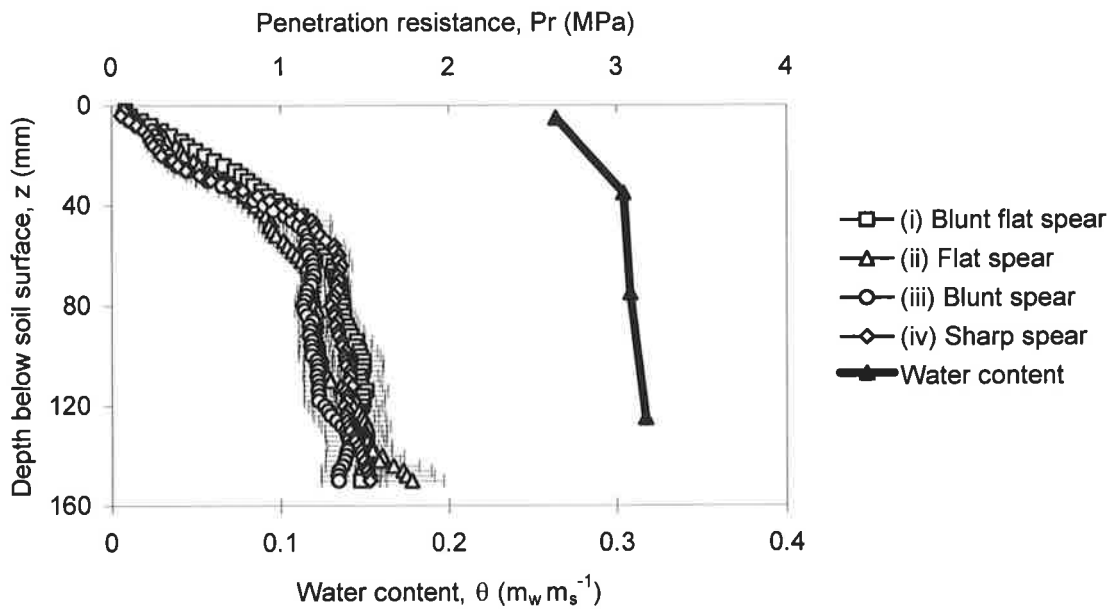 Penetration resistance, Pr (MPa)
0 1 2 3 4
Depth below soil surface, z (mm)
0
40
80
120
160
0 0.1 0.2 0.3 0.4
Water content, θ (m_w m_s^-1)
(i) Blunt flat spear
(ii) Flat spear
(iii) Blunt spear
(iv) Sharp spear
Water content